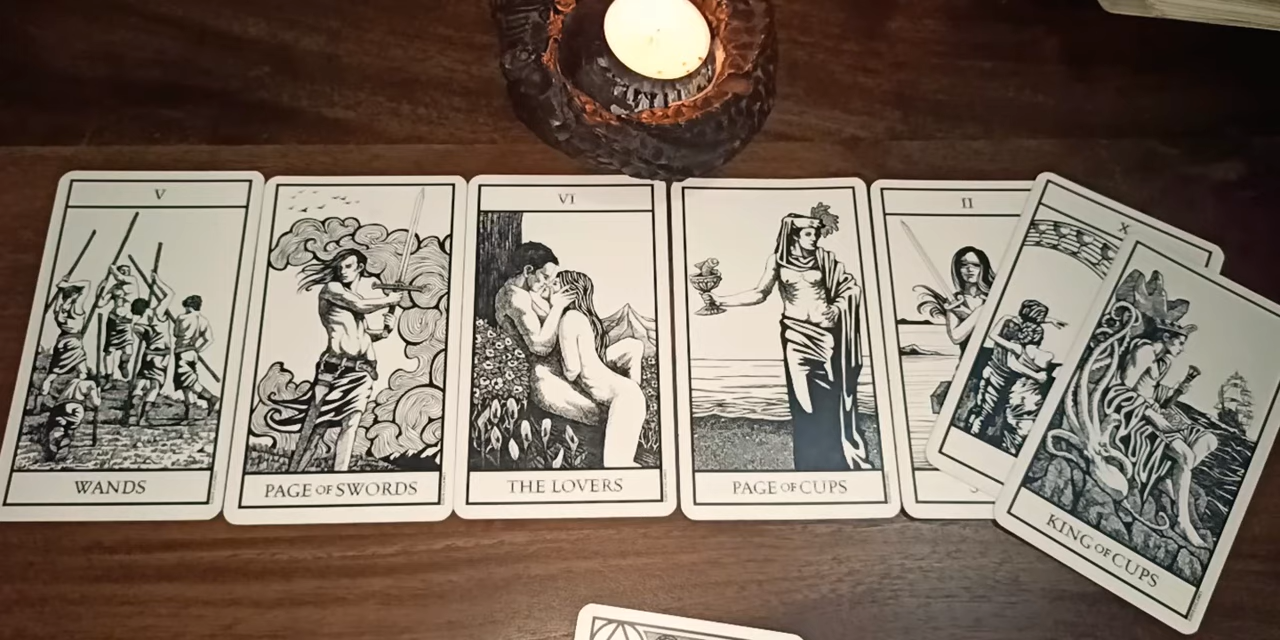 V
WANDS
PAGE OF SWORDS
VI
THE LOVERS
PAGE OF CUPS
II
X
KING OF CUPS